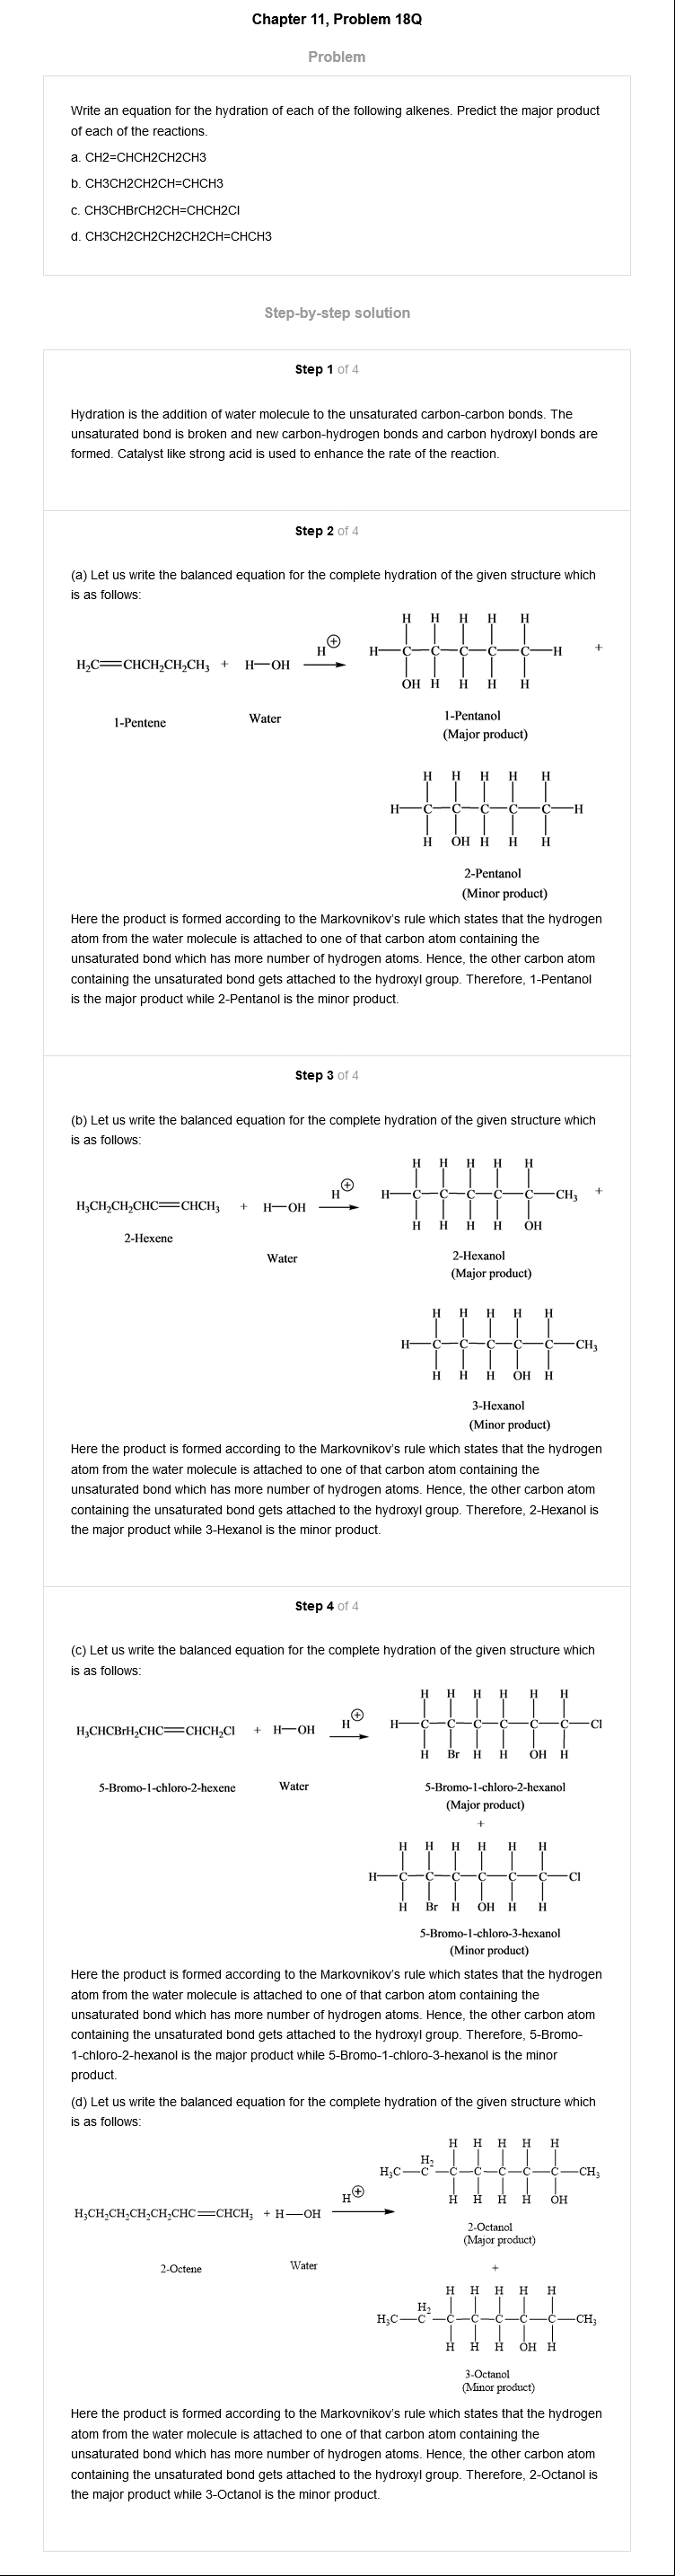 Chapter 11, Problem 18Q
Problem
Write an equation for the hydration of each of the following alkenes. Predict the major product
of each of the reactions.
a. CH2=CHCH2CH2CH3
b. CH3CH2CH2CH=CHCH3
c. CH3CHBrCH2CH=CHCH2Cl
d. CH3CH2CH2CH2CH2CH=CHCH3
Step-by-step solution
Step 1 of 4
Hydration is the addition of water molecule to the unsaturated carbon-carbon bonds. The
unsaturated bond is broken and new carbon-hydrogen bonds and carbon hydroxyl bonds are
formed. Catalyst like strong acid is used to enhance the rate of the reaction.
Step 2 of 4
(a) Let us write the balanced equation for the complete hydration of the given structure which
is as follows:
H H H H H
H₂C=CHCH₂CH₂CH₃ + H—OH H⊕ H—C—C—C—C—C—H +
OH H H H H
1-Pentene Water 1-Pentanol
(Major product)
H H H H H
H—C—C—C—C—C—H
H OH H H H
2-Pentanol
(Minor product)
Here the product is formed according to the Markovnikov's rule which states that the hydrogen
atom from the water molecule is attached to one of that carbon atom containing the
unsaturated bond which has more number of hydrogen atoms. Hence, the other carbon atom
containing the unsaturated bond gets attached to the hydroxyl group. Therefore, 1-Pentanol
is the major product while 2-Pentanol is the minor product.
Step 3 of 4
(b) Let us write the balanced equation for the complete hydration of the given structure which
is as follows:
H H H H H
H₃CH₂CH₂CHC=CHCH₃ + H—OH H⊕ H—C—C—C—C—C—CH₃ +
H H H H OH
2-Hexene Water 2-Hexanol
(Major product)
H H H H H
H—C—C—C—C—C—CH₃
H H H OH H
3-Hexanol
(Minor product)
Here the product is formed according to the Markovnikov's rule which states that the hydrogen
atom from the water molecule is attached to one of that carbon atom containing the
unsaturated bond which has more number of hydrogen atoms. Hence, the other carbon atom
containing the unsaturated bond gets attached to the hydroxyl group. Therefore, 2-Hexanol is
the major product while 3-Hexanol is the minor product.
Step 4 of 4
(c) Let us write the balanced equation for the complete hydration of the given structure which
is as follows:
H H H H H H
H₃CHCBrH₂CHC=CHCH₂Cl + H—OH H⊕ H—C—C—C—C—C—C—Cl
H Br H H OH H
5-Bromo-1-chloro-2-hexene Water 5-Bromo-1-chloro-2-hexanol
(Major product)
+
H H H H H H
H—C—C—C—C—C—C—Cl
H Br H OH H H
5-Bromo-1-chloro-3-hexanol
(Minor product)
Here the product is formed according to the Markovnikov's rule which states that the hydrogen
atom from the water molecule is attached to one of that carbon atom containing the
unsaturated bond which has more number of hydrogen atoms. Hence, the other carbon atom
containing the unsaturated bond gets attached to the hydroxyl group. Therefore, 5-Bromo-
1-chloro-2-hexanol is the major product while 5-Bromo-1-chloro-3-hexanol is the minor
product.
(d) Let us write the balanced equation for the complete hydration of the given structure which
is as follows:
H H H H H
H₃C—C(H₂)—C—C—C—C—C—CH₃
H H H H OH
H₃CH₂CH₂CH₂CH₂CHC=CHCH₃ + H—OH H⊕
2-Octanol
(Major product)
2-Octene Water +
H H H H H
H₃C—C(H₂)—C—C—C—C—C—CH₃
H H H OH H
3-Octanol
(Minor product)
Here the product is formed according to the Markovnikov's rule which states that the hydrogen
atom from the water molecule is attached to one of that carbon atom containing the
unsaturated bond which has more number of hydrogen atoms. Hence, the other carbon atom
containing the unsaturated bond gets attached to the hydroxyl group. Therefore, 2-Octanol is
the major product while 3-Octanol is the minor product.